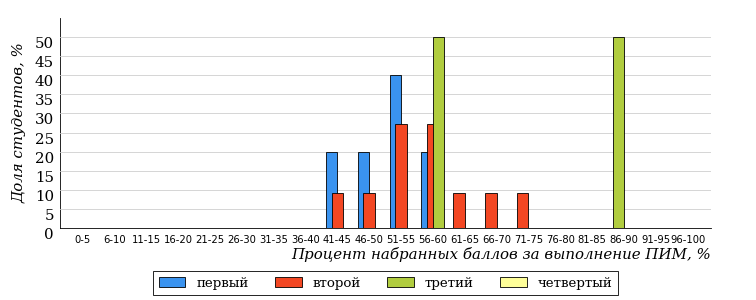 Доля студентов, %
50
45
40
35
30
25
20
15
10
5
0
0-5 6-10 11-15 16-20 21-25 26-30 31-35 36-40 41-45 46-50 51-55 56-60 61-65 66-70 71-75 76-80 81-85 86-90 91-95 96-100
Процент набранных баллов за выполнение ПИМ, %
первый второй третий четвертый